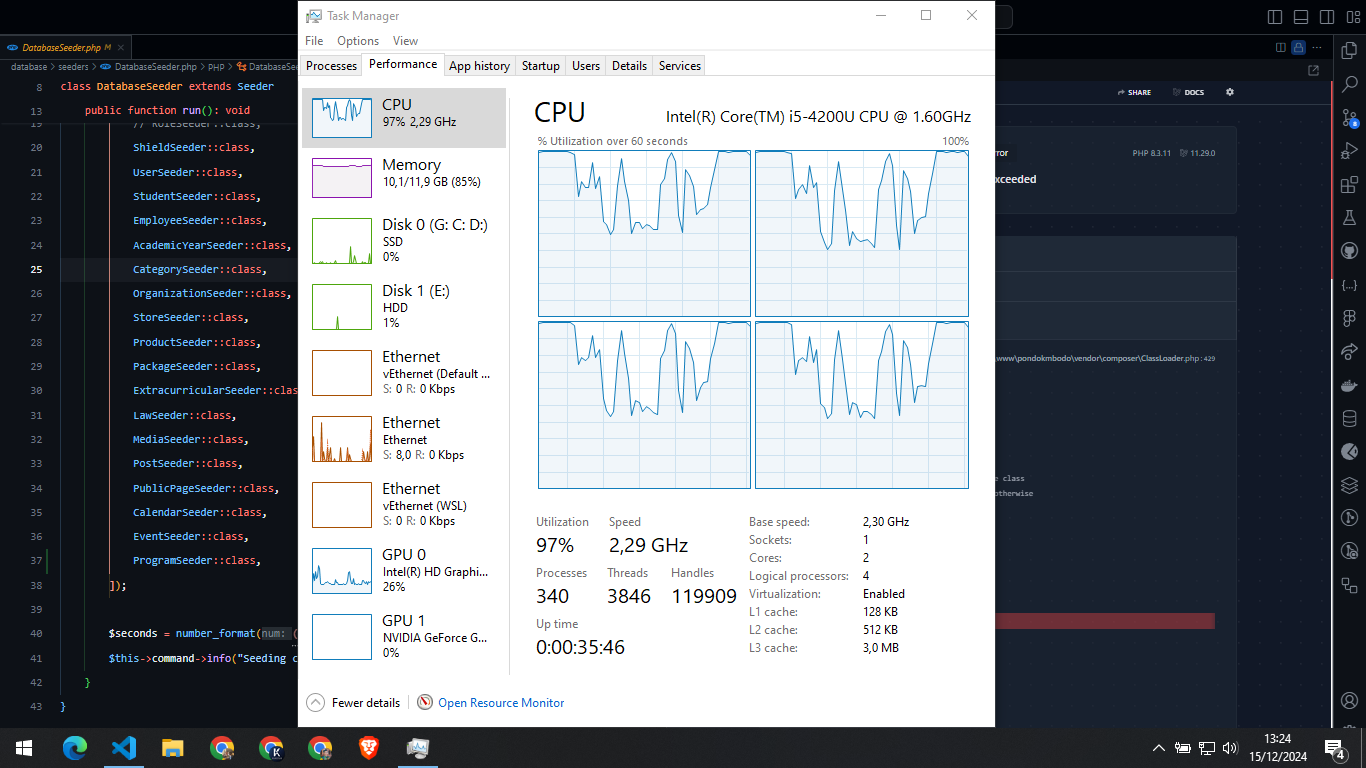 Task Manager
File Options View
Processes Performance App history Startup Users Details Services
CPU
97% 2,29 GHz
Memory
10,1/11,9 GB (85%)
Disk 0 (G: C: D:)
SSD
0%
Disk 1 (E:)
HDD
1%
Ethernet
vEthernet (Default ...
S: 0 R: 0 Kbps
Ethernet
Ethernet
S: 8,0 R: 0 Kbps
Ethernet
vEthernet (WSL)
S: 0 R: 0 Kbps
GPU 0
Intel(R) HD Graphi...
26%
GPU 1
NVIDIA GeForce G...
0%
CPU Intel(R) Core(TM) i5-4200U CPU @ 1.60GHz
% Utilization over 60 seconds 100%
Utilization Speed
97% 2,29 GHz
Processes Threads Handles
340 3846 119909
Up time
0:00:35:46
Base speed: 2,30 GHz
Sockets: 1
Cores: 2
Logical processors: 4
Virtualization: Enabled
L1 cache: 128 KB
L2 cache: 512 KB
L3 cache: 3,0 MB
Fewer details Open Resource Monitor
DatabaseSeeder.php M
database > seeders > DatabaseSeeder.php > PHP > DatabaseSee
8 class DatabaseSeeder extends Seeder
13 public function run(): void
19 // RoleSeeder::class,
20 ShieldSeeder::class,
21 UserSeeder::class,
22 StudentSeeder::class,
23 EmployeeSeeder::class,
24 AcademicYearSeeder::class,
25 CategorySeeder::class,
26 OrganizationSeeder::class,
27 StoreSeeder::class,
28 ProductSeeder::class,
29 PackageSeeder::class,
30 ExtracurricularSeeder::clas
31 LawSeeder::class,
32 MediaSeeder::class,
33 PostSeeder::class,
34 PublicPageSeeder::class,
35 CalendarSeeder::class,
36 EventSeeder::class,
37 ProgramSeeder::class,
38 ]);
39
40 $seconds = number_format(num: (
41 $this->command->info("Seeding c
42 }
43 }
SHARE DOCS
ror PHP 8.3.11 11.29.0
xceeded
www\pondokmbodo\vendor\composer\ClassLoader.php:429
e class
otherwise
8
13:24
15/12/2024
4